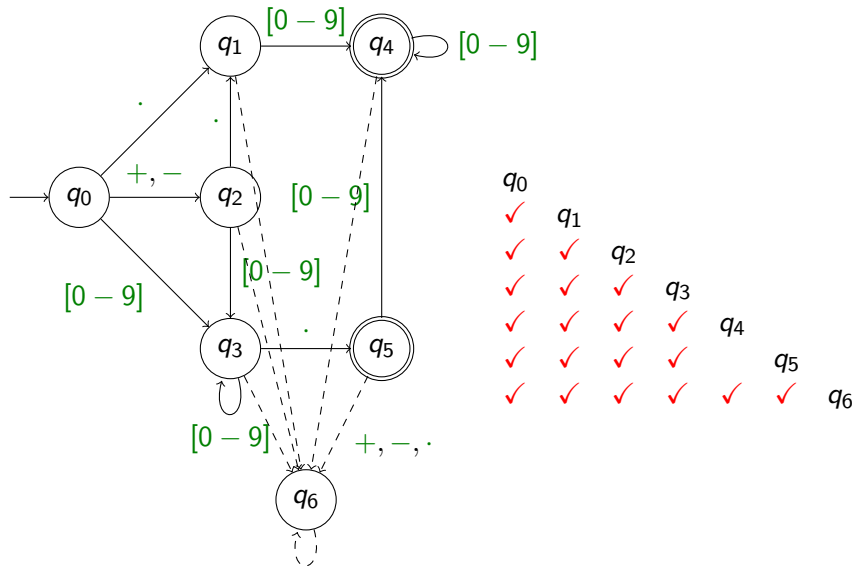 [0 − 9]
q1
q4
[0 − 9]
·
·
q0
+, −
q2
[0 − 9]
[0 − 9]
[0 − 9]
q3
·
q5
[0 − 9]
+, −, ·
q6
q0
✓ q1
✓ ✓ q2
✓ ✓ ✓ q3
✓ ✓ ✓ ✓ q4
✓ ✓ ✓ ✓ q5
✓ ✓ ✓ ✓ ✓ ✓ q6